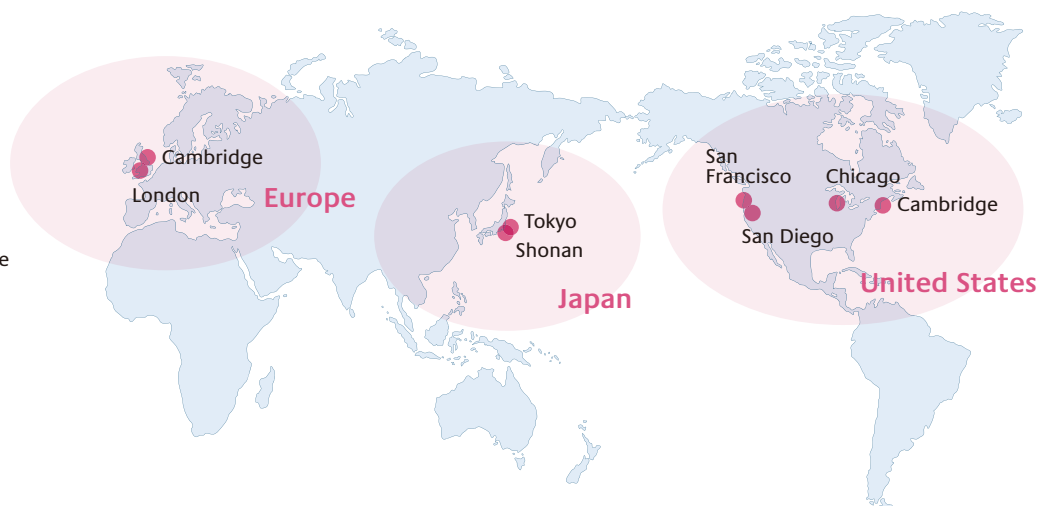 Cambridge
London
Europe
e
Tokyo
Shonan
Japan
San
Francisco
Chicago
Cambridge
San Diego
United States